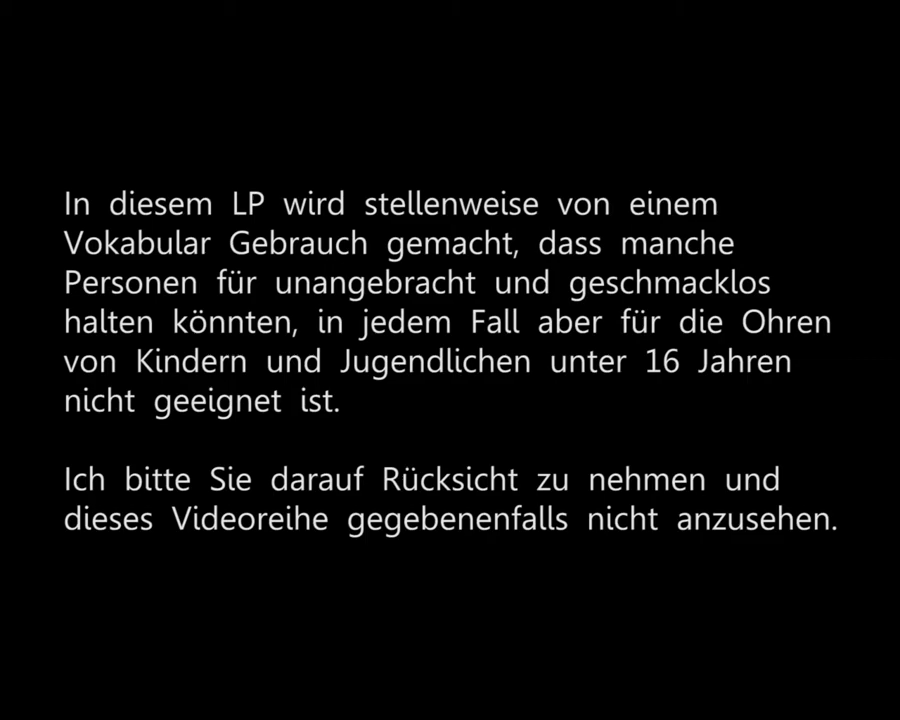 In diesem LP wird stellenweise von einem
Vokabular Gebrauch gemacht, dass manche
Personen für unangebracht und geschmacklos
halten könnten, in jedem Fall aber für die Ohren
von Kindern und Jugendlichen unter 16 Jahren
nicht geeignet ist.
Ich bitte Sie darauf Rücksicht zu nehmen und
dieses Videoreihe gegebenenfalls nicht anzusehen.